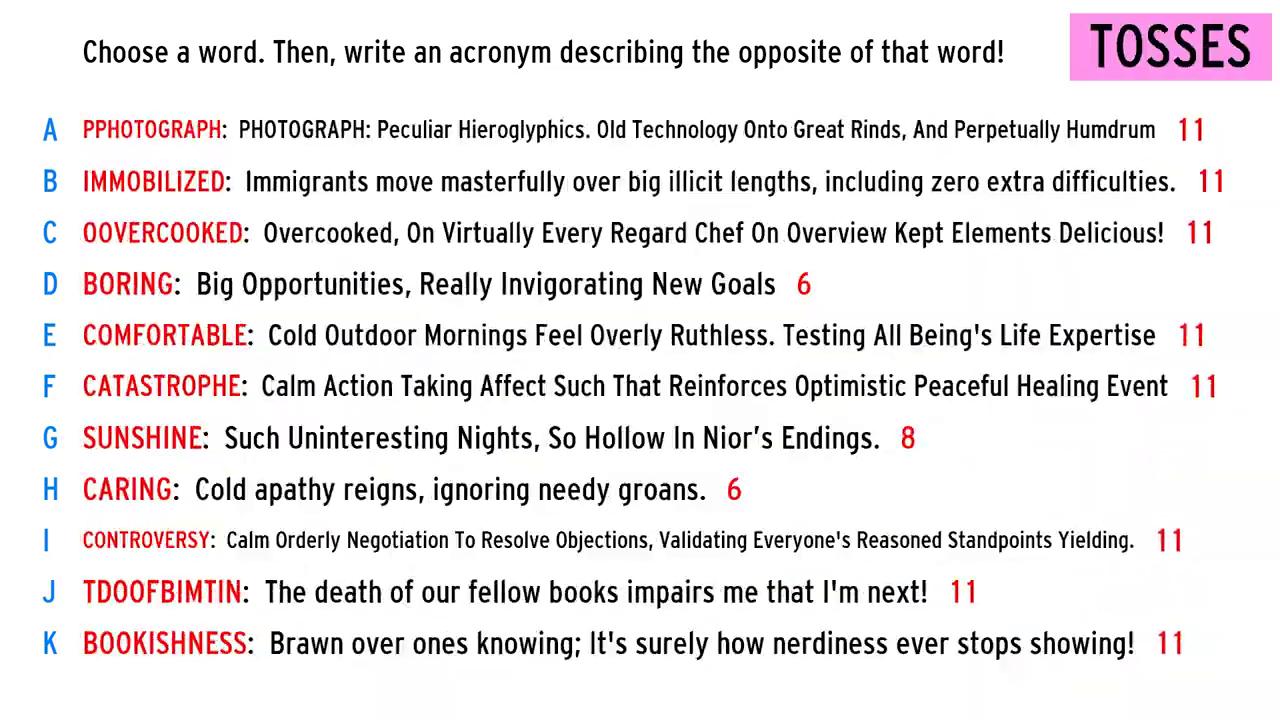 Choose a word. Then, write an acronym describing the opposite of that word!
TOSSES
A PPHOTOGRAPH: PHOTOGRAPH: Peculiar Hieroglyphics. Old Technology Onto Great Rinds, And Perpetually Humdrum 11
B IMMOBILIZED: Immigrants move masterfully over big illicit lengths, including zero extra difficulties. 11
C OOVERCOOKED: Overcooked, On Virtually Every Regard Chef On Overview Kept Elements Delicious! 11
D BORING: Big Opportunities, Really Invigorating New Goals 6
E COMFORTABLE: Cold Outdoor Mornings Feel Overly Ruthless. Testing All Being's Life Expertise 11
F CATASTROPHE: Calm Action Taking Affect Such That Reinforces Optimistic Peaceful Healing Event 11
G SUNSHINE: Such Uninteresting Nights, So Hollow In Nior’s Endings. 8
H CARING: Cold apathy reigns, ignoring needy groans. 6
I CONTROVERSY: Calm Orderly Negotiation To Resolve Objections, Validating Everyone's Reasoned Standpoints Yielding. 11
J TDOOFBIMTIN: The death of our fellow books impairs me that I'm next! 11
K BOOKISHNESS: Brawn over ones knowing; It's surely how nerdiness ever stops showing! 11